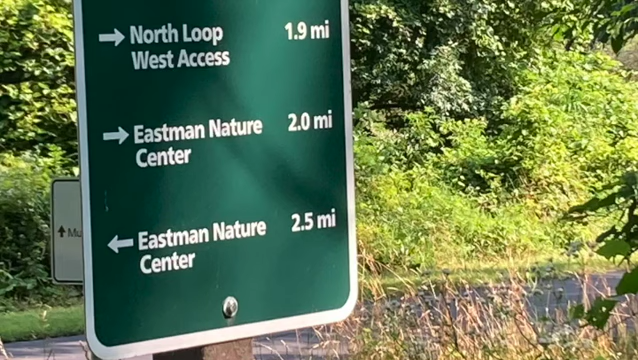 → North Loop 1.9 mi
West Access
→ Eastman Nature 2.0 mi
Center
← Eastman Nature 2.5 mi
Center